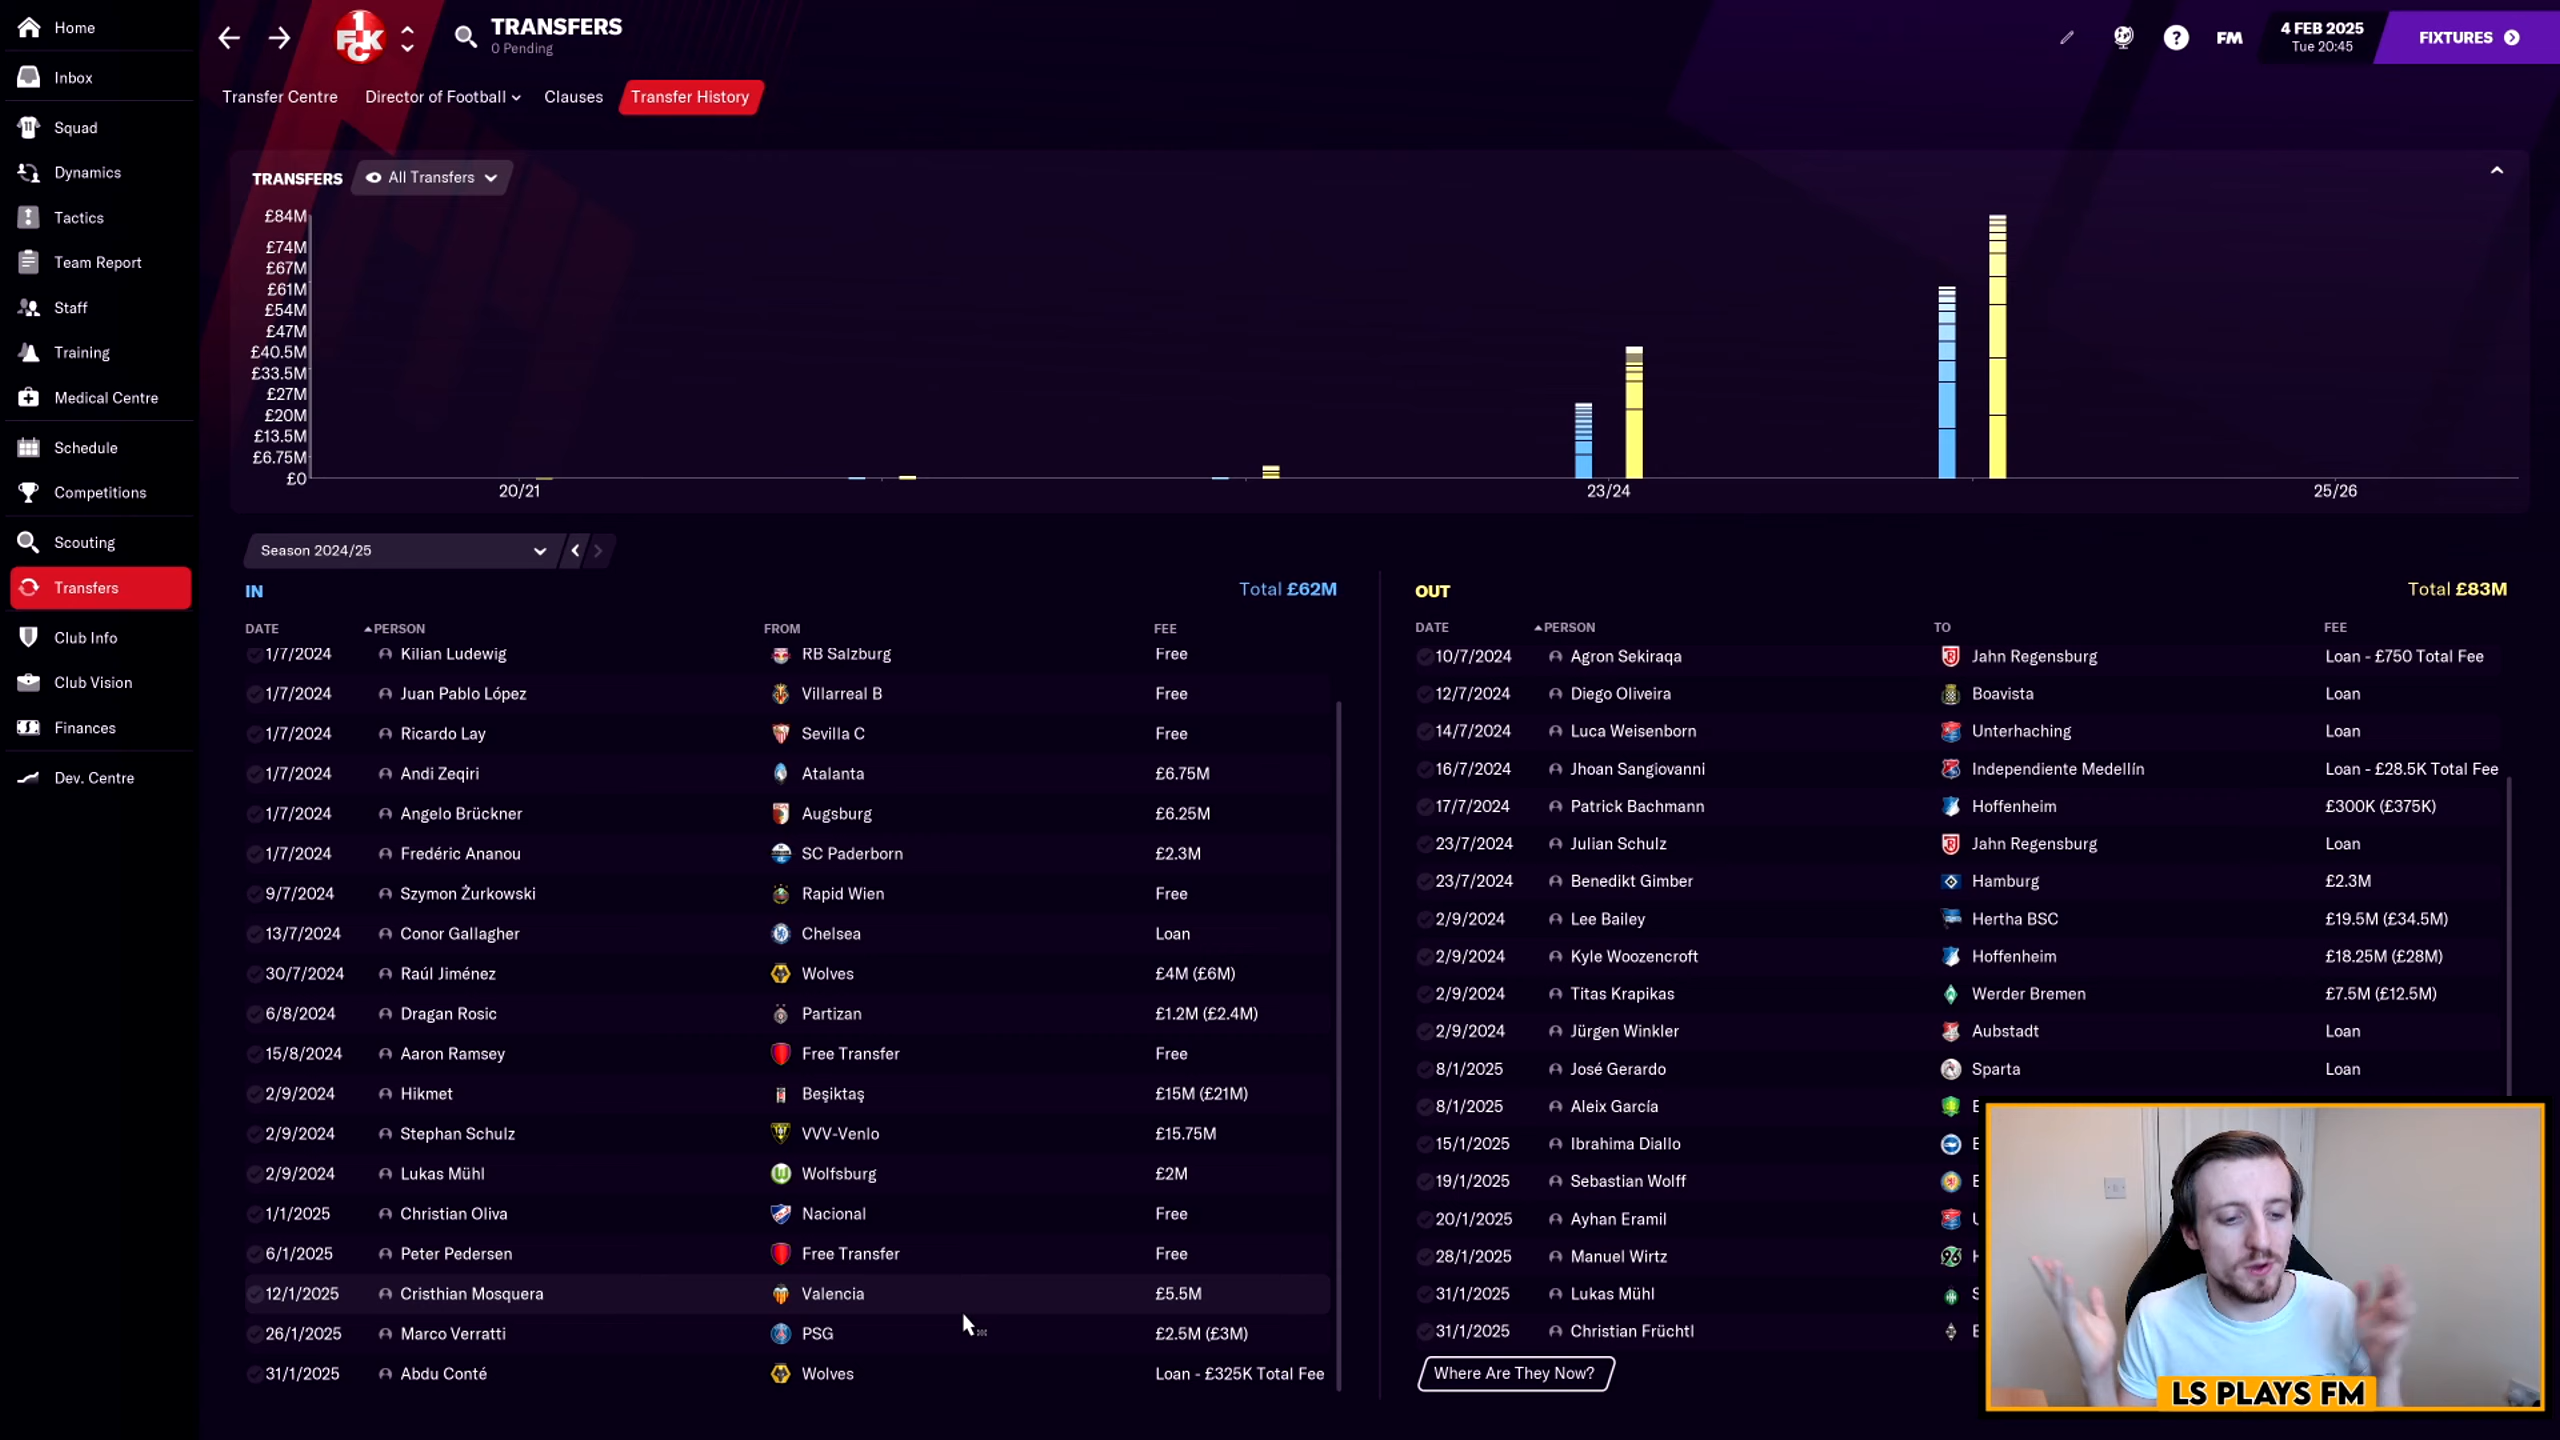 Home
Inbox
Squad
Dynamics
Tactics
Team Report
Staff
Training
Medical Centre
Schedule
Competitions
Scouting
Transfers
Club Info
Club Vision
Finances
Dev. Centre
1 FCK
TRANSFERS
0 Pending
? FM 4 FEB 2025
Tue 20:45
FIXTURES
Transfer Centre Director of Football Clauses Transfer History
TRANSFERS All Transfers
£84M
£74M
£67M
£61M
£54M
£47M
£40.5M
£33.5M
£27M
£20M
£13.5M
£6.75M
£0
20/21 23/24 25/26
Season 2024/25
IN Total £62M
DATE PERSON FROM FEE
1/7/2024 Kilian Ludewig RB Salzburg Free
1/7/2024 Juan Pablo López Villarreal B Free
1/7/2024 Ricardo Lay Sevilla C Free
1/7/2024 Andi Zeqiri Atalanta £6.75M
1/7/2024 Angelo Brückner Augsburg £6.25M
1/7/2024 Fredéric Ananou SC Paderborn £2.3M
9/7/2024 Szymon Żurkowski Rapid Wien Free
13/7/2024 Conor Gallagher Chelsea Loan
30/7/2024 Raúl Jiménez Wolves £4M (£6M)
6/8/2024 Dragan Rosic Partizan £1.2M (£2.4M)
15/8/2024 Aaron Ramsey Free Transfer Free
2/9/2024 Hikmet Beşiktaş £15M (£21M)
2/9/2024 Stephan Schulz VVV-Venlo £15.75M
2/9/2024 Lukas Mühl Wolfsburg £2M
1/1/2025 Christian Oliva Nacional Free
6/1/2025 Peter Pedersen Free Transfer Free
12/1/2025 Cristhian Mosquera Valencia £5.5M
26/1/2025 Marco Verratti PSG £2.5M (£3M)
31/1/2025 Abdu Conté Wolves Loan - £325K Total Fee
OUT Total £83M
DATE PERSON TO FEE
10/7/2024 Agron Sekiraqa Jahn Regensburg Loan - £750 Total Fee
12/7/2024 Diego Oliveira Boavista Loan
14/7/2024 Luca Weisenborn Unterhaching Loan
16/7/2024 Jhoan Sangiovanni Independiente Medellín Loan - £28.5K Total Fee
17/7/2024 Patrick Bachmann Hoffenheim £300K (£375K)
23/7/2024 Julian Schulz Jahn Regensburg Loan
23/7/2024 Benedikt Gimber Hamburg £2.3M
2/9/2024 Lee Bailey Hertha BSC £19.5M (£34.5M)
2/9/2024 Kyle Woozencroft Hoffenheim £18.25M (£28M)
2/9/2024 Titas Krapikas Werder Bremen £7.5M (£12.5M)
2/9/2024 Jürgen Winkler Aubstadt Loan
8/1/2025 José Gerardo Sparta Loan
8/1/2025 Aleix García
15/1/2025 Ibrahima Diallo
19/1/2025 Sebastian Wolff
20/1/2025 Ayhan Eramil
28/1/2025 Manuel Wirtz
31/1/2025 Lukas Mühl
31/1/2025 Christian Früchtl
Where Are They Now?
LS PLAYS FM